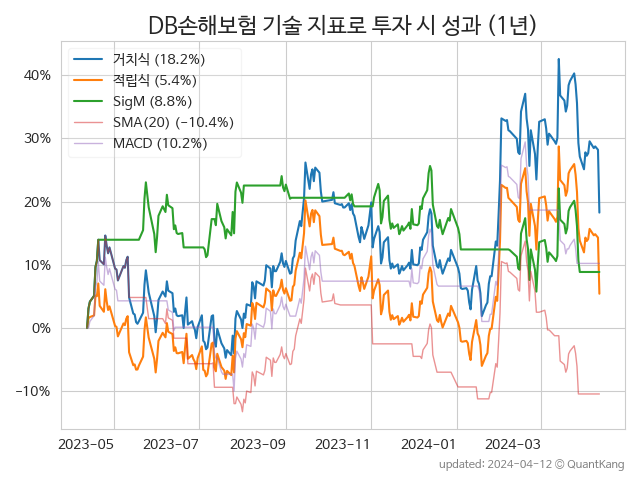 DB손해보험 기술 지표로 투자 시 성과 (1년)
거치식 (18.2%)
적립식 (5.4%)
SigM (8.8%)
SMA(20) (−10.4%)
MACD (10.2%)
40%
30%
20%
10%
0%
−10%
2023-05
2023-07
2023-09
2023-11
2024-01
2024-03
updated: 2024-04-12 © QuantKang